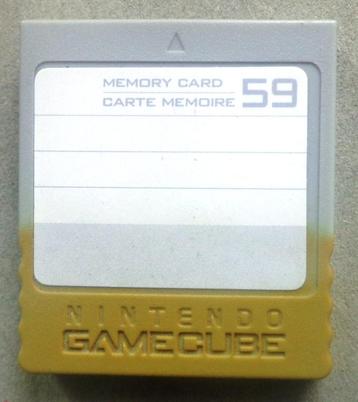 MEMORY CARD
CARTE MEMOIRE 59
NINTENDO
GAMECUBE